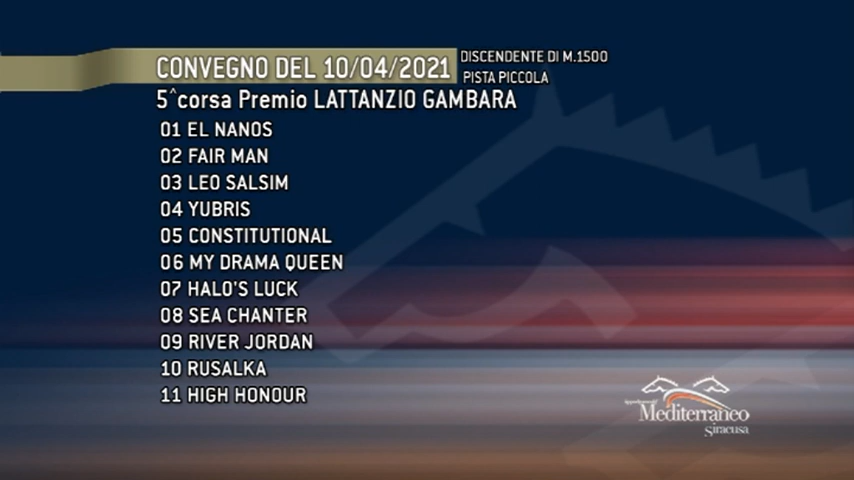 CONVEGNO DEL 10/04/2021
DISCENDENTE DI M.1500
PISTA PICCOLA
5^corsa Premio LATTANZIO GAMBARA
01 EL NANOS
02 FAIR MAN
03 LEO SALSIM
04 YUBRIS
05 CONSTITUTIONAL
06 MY DRAMA QUEEN
07 HALO'S LUCK
08 SEA CHANTER
09 RIVER JORDAN
10 RUSALKA
11 HIGH HONOUR
Mediterraneo
Siracusa